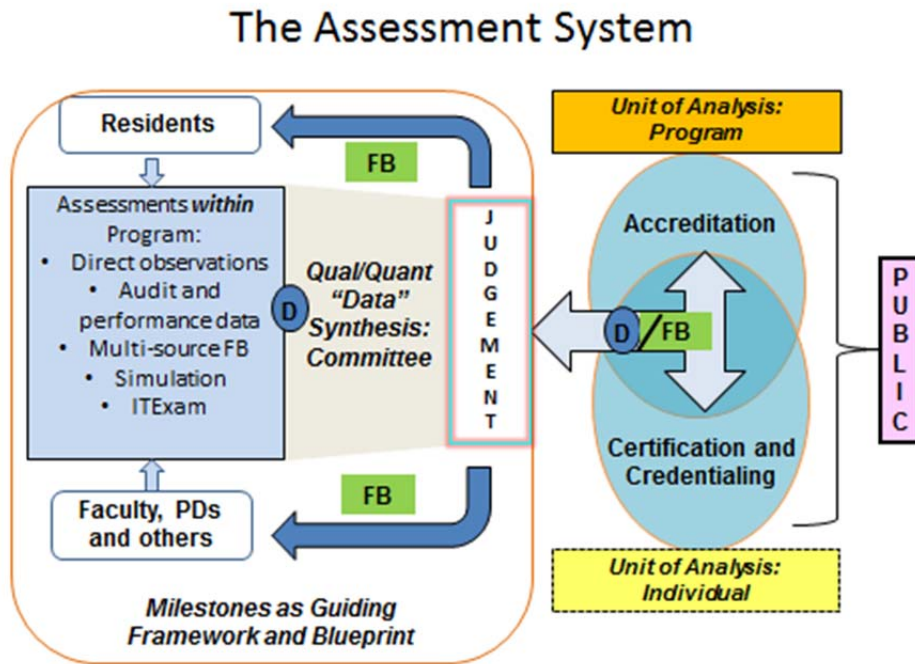 The Assessment System
Residents
FB
Assessments within
Program:
• Direct observations
• Audit and
performance data
• Multi-source FB
• Simulation
• ITExam
D
Qual/Quant
“Data”
Synthesis:
Committee
JUDGEMENT
FB
Faculty, PDs
and others
Milestones as Guiding
Framework and Blueprint
Unit of Analysis:
Program
Accreditation
D/FB
Certification and
Credentialing
Unit of Analysis:
Individual
PUBLIC